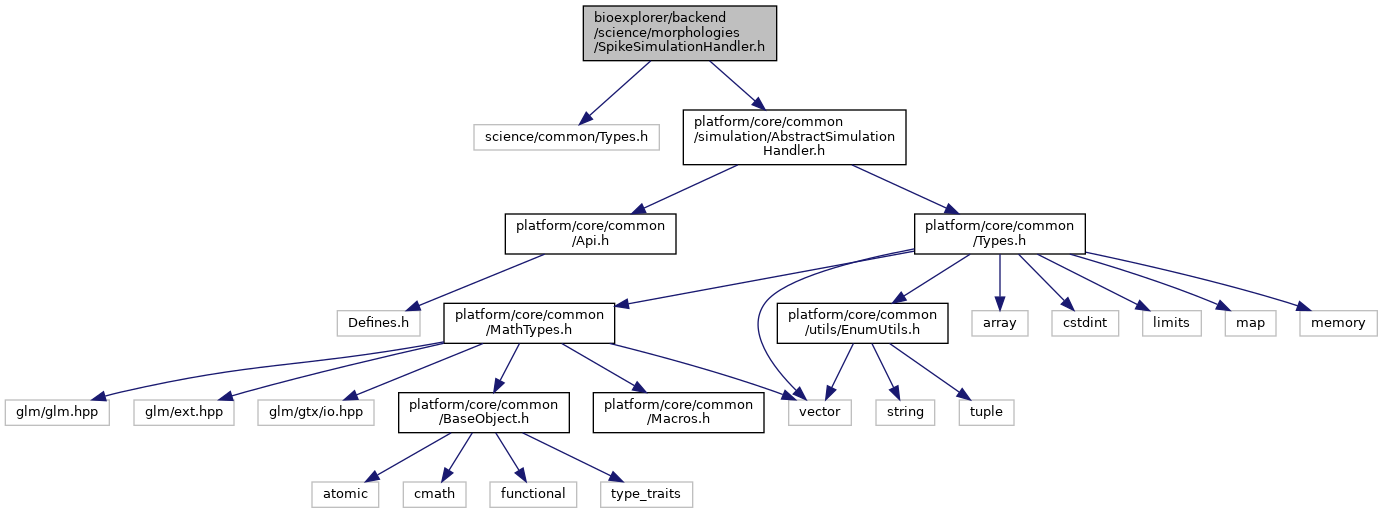 bioexplorer/backend
/science/morphologies
/SpikeSimulationHandler.h
science/common/Types.h
platform/core/common
/simulation/AbstractSimulation
Handler.h
platform/core/common
/Api.h
platform/core/common
/Types.h
Defines.h
platform/core/common
/MathTypes.h
platform/core/common
/utils/EnumUtils.h
array
cstdint
limits
map
memory
glm/glm.hpp
glm/ext.hpp
glm/gtx/io.hpp
platform/core/common
/BaseObject.h
platform/core/common
/Macros.h
vector
string
tuple
atomic
cmath
functional
type_traits